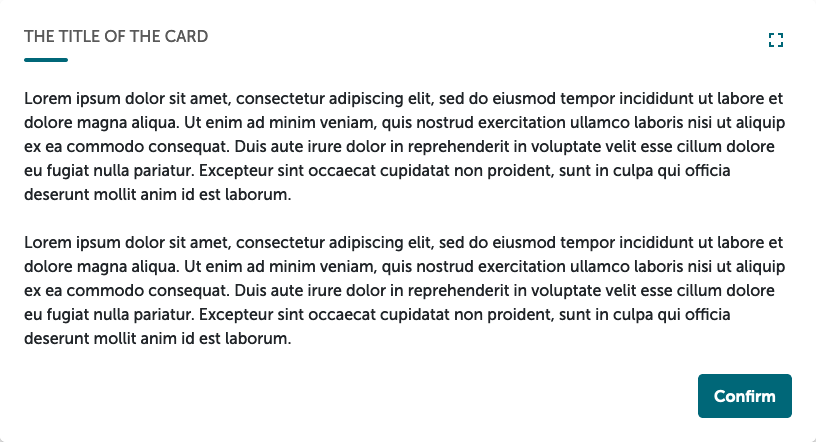 THE TITLE OF THE CARD
Lorem ipsum dolor sit amet, consectetur adipiscing elit, sed do eiusmod tempor incididunt ut labore et
dolore magna aliqua. Ut enim ad minim veniam, quis nostrud exercitation ullamco laboris nisi ut aliquip
ex ea commodo consequat. Duis aute irure dolor in reprehenderit in voluptate velit esse cillum dolore
eu fugiat nulla pariatur. Excepteur sint occaecat cupidatat non proident, sunt in culpa qui officia
deserunt mollit anim id est laborum.
Lorem ipsum dolor sit amet, consectetur adipiscing elit, sed do eiusmod tempor incididunt ut labore et
dolore magna aliqua. Ut enim ad minim veniam, quis nostrud exercitation ullamco laboris nisi ut aliquip
ex ea commodo consequat. Duis aute irure dolor in reprehenderit in voluptate velit esse cillum dolore
eu fugiat nulla pariatur. Excepteur sint occaecat cupidatat non proident, sunt in culpa qui officia
deserunt mollit anim id est laborum.
Confirm